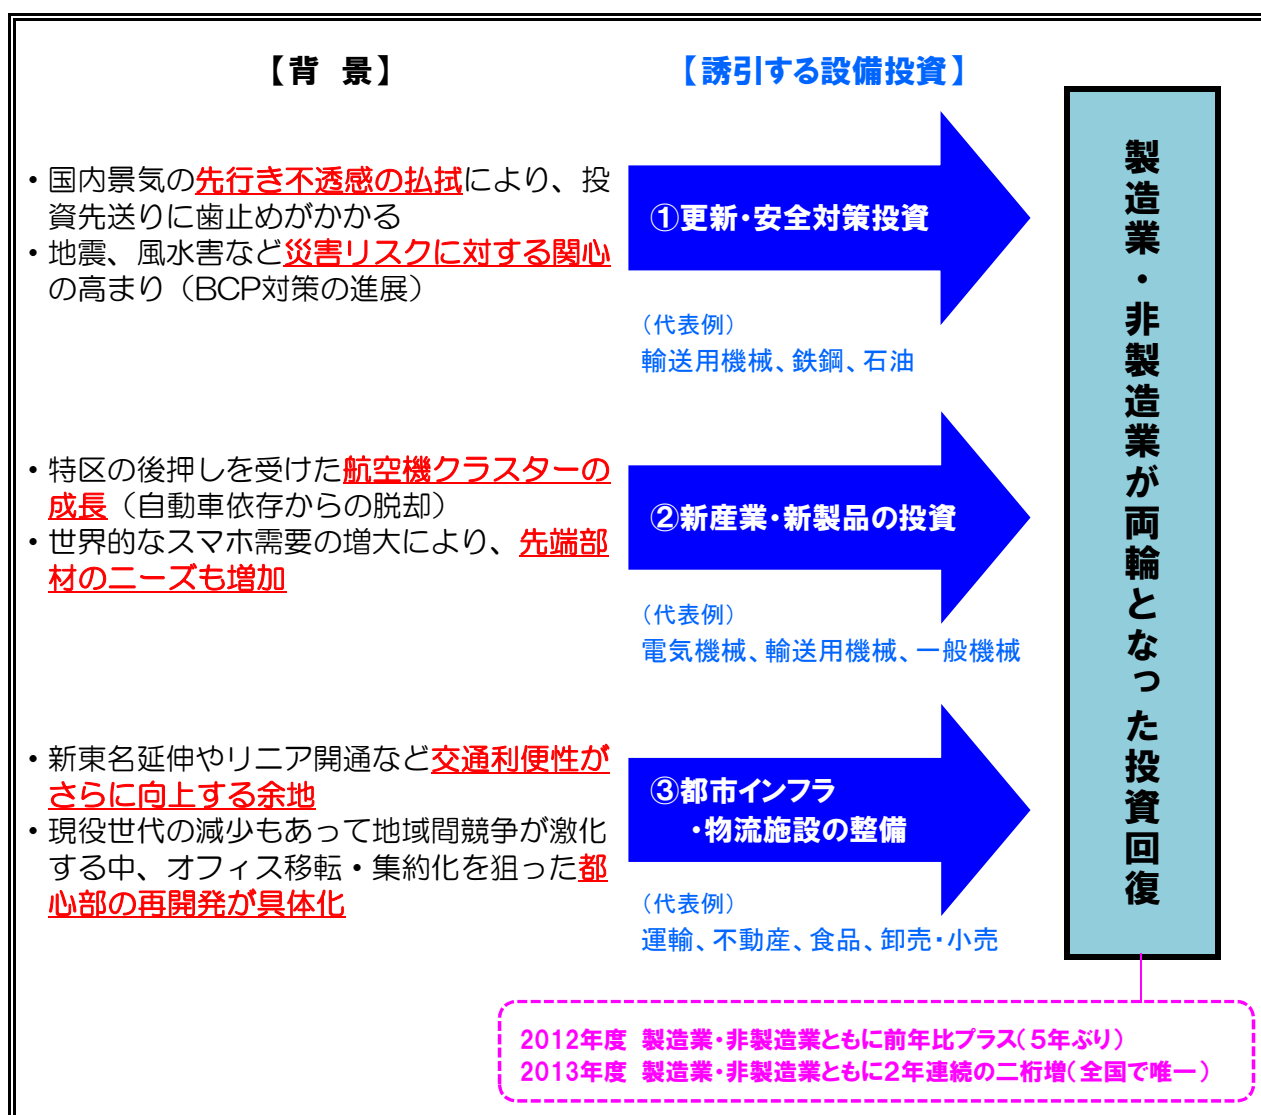 【背 景】
【誘引する設備投資】
・国内景気の先行き不透感の払拭により、投
資先送りに歯止めがかかる
・地震、風水害など災害リスクに対する関心
の高まり（BCP対策の進展）
①更新・安全対策投資
（代表例）
輸送用機械、鉄鋼、石油
・特区の後押しを受けた航空機クラスターの
成長（自動車依存からの脱却）
・世界的なスマホ需要の増大により、先端部
材のニーズも増加
②新産業・新製品の投資
（代表例）
電気機械、輸送用機械、一般機械
・新東名延伸やリニア開通など交通利便性が
さらに向上する余地
・現役世代の減少もあって地域間競争が激化
する中、オフィス移転・集約化を狙った都
心部の再開発が具体化
③都市インフラ
・物流施設の整備
（代表例）
運輸、不動産、食品、卸売・小売
製造業・非製造業が両輪となった投資回復
2012年度 製造業・非製造業ともに前年比プラス（５年ぶり）
2013年度 製造業・非製造業ともに２年連続の二桁増（全国で唯一）